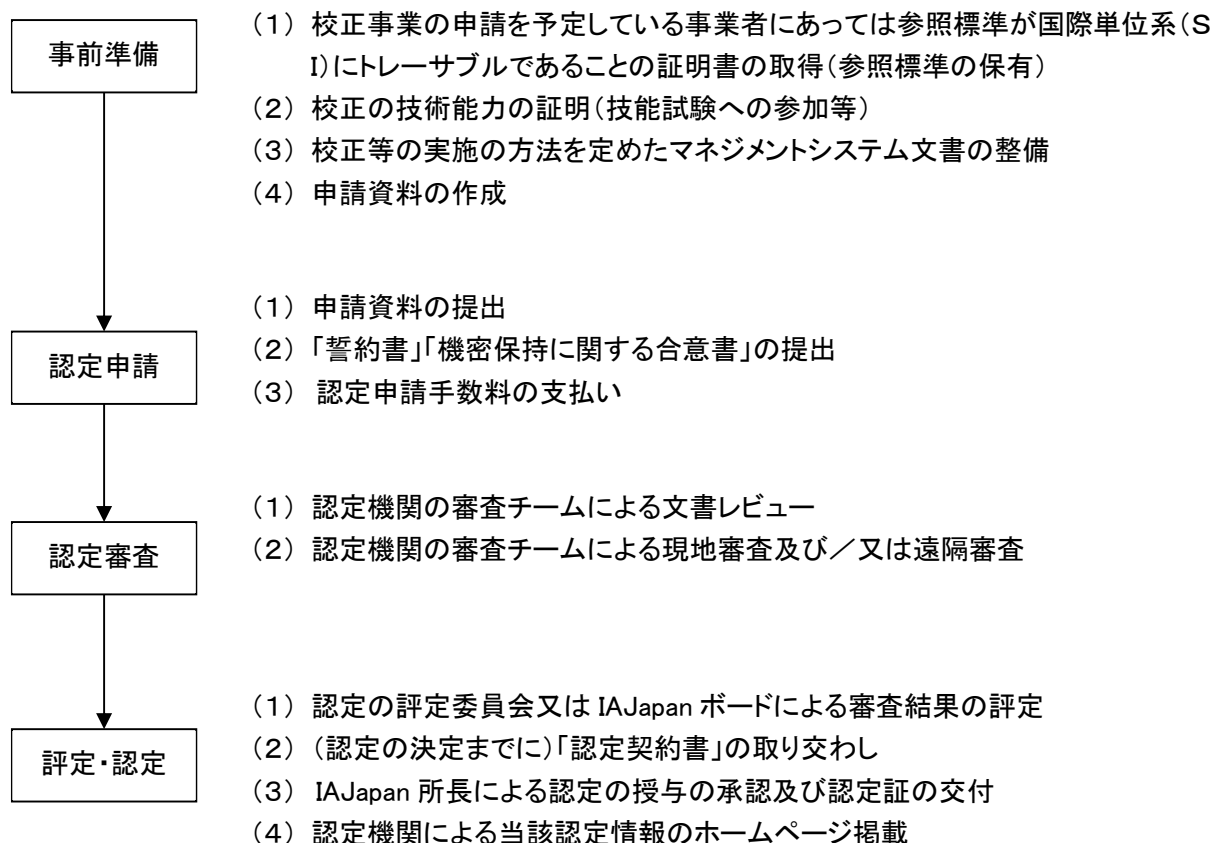 事前準備
（１） 校正事業の申請を予定している事業者にあっては参照標準が国際単位系（Ｓ
Ｉ）にトレーサブルであることの証明書の取得（参照標準の保有）
（２） 校正の技術能力の証明（技能試験への参加等）
（３） 校正等の実施の方法を定めたマネジメントシステム文書の整備
（４） 申請資料の作成
認定申請
（１） 申請資料の提出
（２） 「誓約書」「機密保持に関する合意書」の提出
（３） 認定申請手数料の支払い
認定審査
（１） 認定機関の審査チームによる文書レビュー
（２） 認定機関の審査チームによる現地審査及び／又は遠隔審査
評定・認定
（１） 認定の評定委員会又は IAJapan ボードによる審査結果の評定
（２） （認定の決定までに）「認定契約書」の取り交わし
（３） IAJapan 所長による認定の授与の承認及び認定証の交付
（４） 認定機関による当該認定情報のホームページ掲載